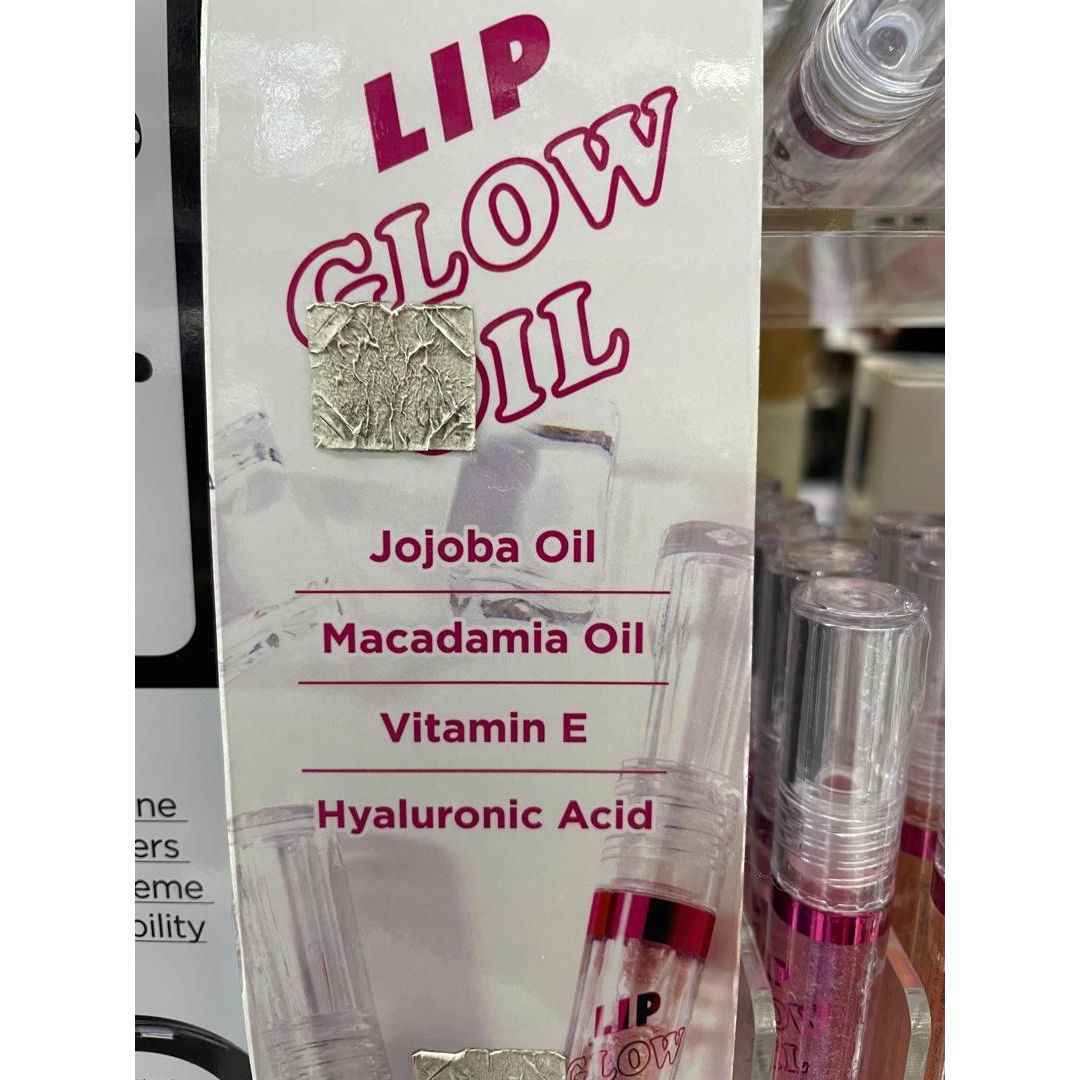 LIP
GLOW
OIL
Jojoba Oil
Macadamia Oil
Vitamin E
Hyaluronic Acid
ne
ers
eme
bility
LIP
GLOW